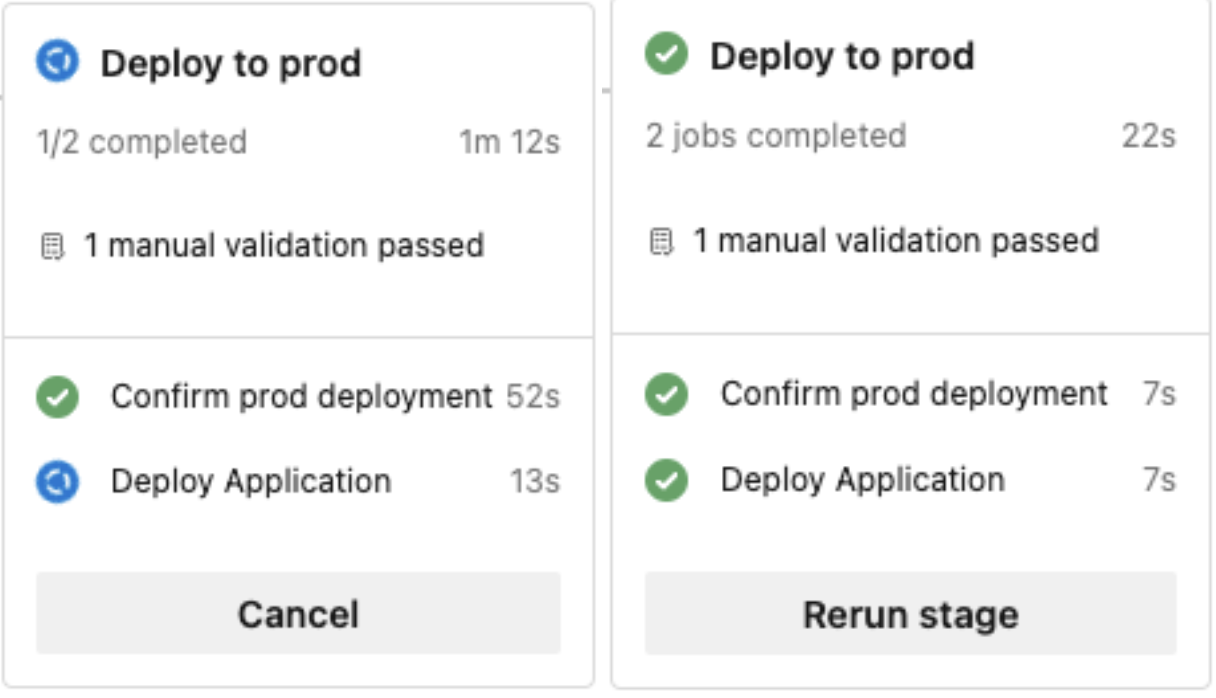 Deploy to prod
1/2 completed 1m 12s
1 manual validation passed
Confirm prod deployment 52s
Deploy Application 13s
Cancel
Deploy to prod
2 jobs completed 22s
1 manual validation passed
Confirm prod deployment 7s
Deploy Application 7s
Rerun stage